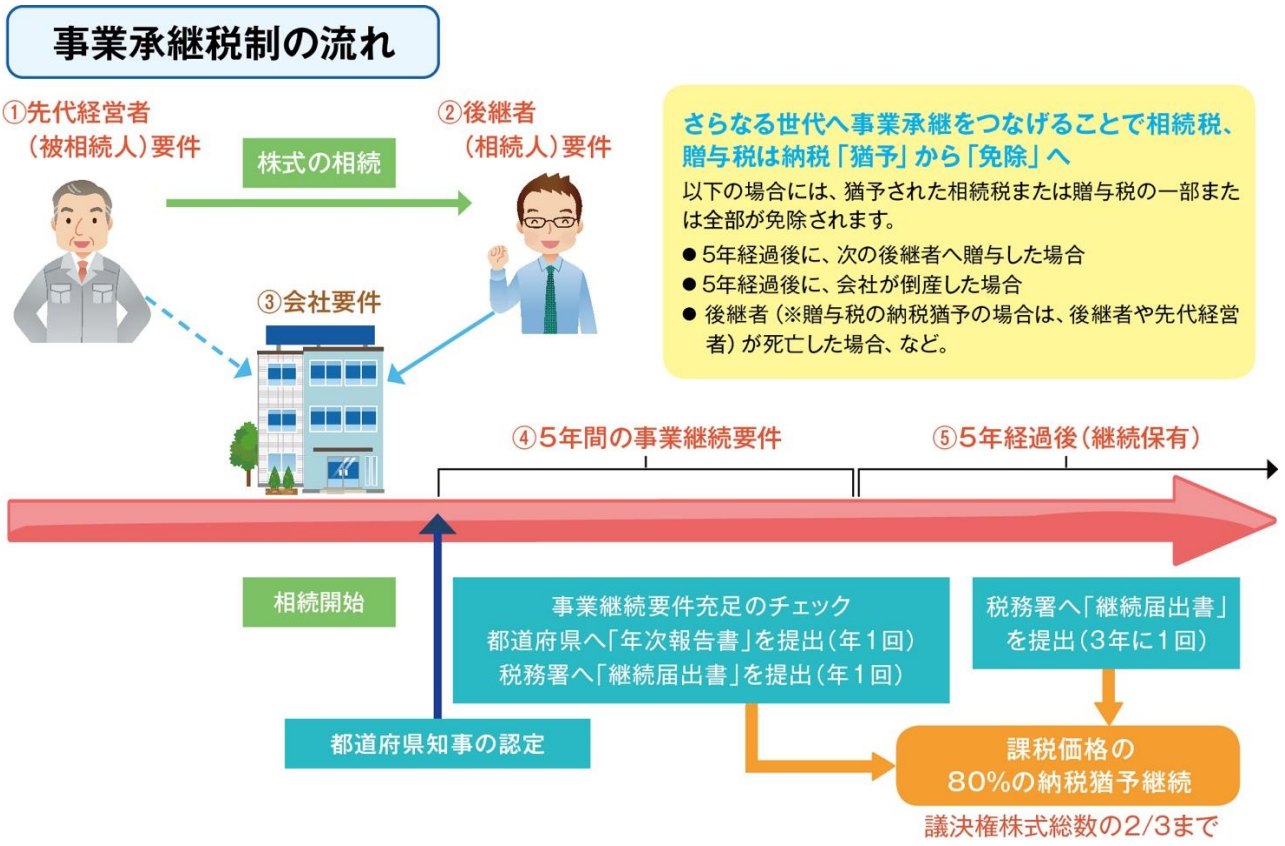 事業承継税制の流れ
①先代経営者
（被相続人）要件
株式の相続
②後継者
（相続人）要件
③会社要件
さらなる世代へ事業承継をつなげることで相続税、
贈与税は納税「猶予」から「免除」へ
以下の場合には、猶予された相続税または贈与税の一部また
は全部が免除されます。
● 5年経過後に、次の後継者へ贈与した場合
● 5年経過後に、会社が倒産した場合
● 後継者（※贈与税の納税猶予の場合は、後継者や先代経営
者）が死亡した場合、など。
④5年間の事業継続要件
⑤5年経過後（継続保有）
相続開始
都道府県知事の認定
事業継続要件充足のチェック
都道府県へ「年次報告書」を提出（年1回）
税務署へ「継続届出書」を提出（年1回）
税務署へ「継続届出書」
を提出（3年に1回）
課税価格の
80%の納税猶予継続
議決権株式総数の2/3まで